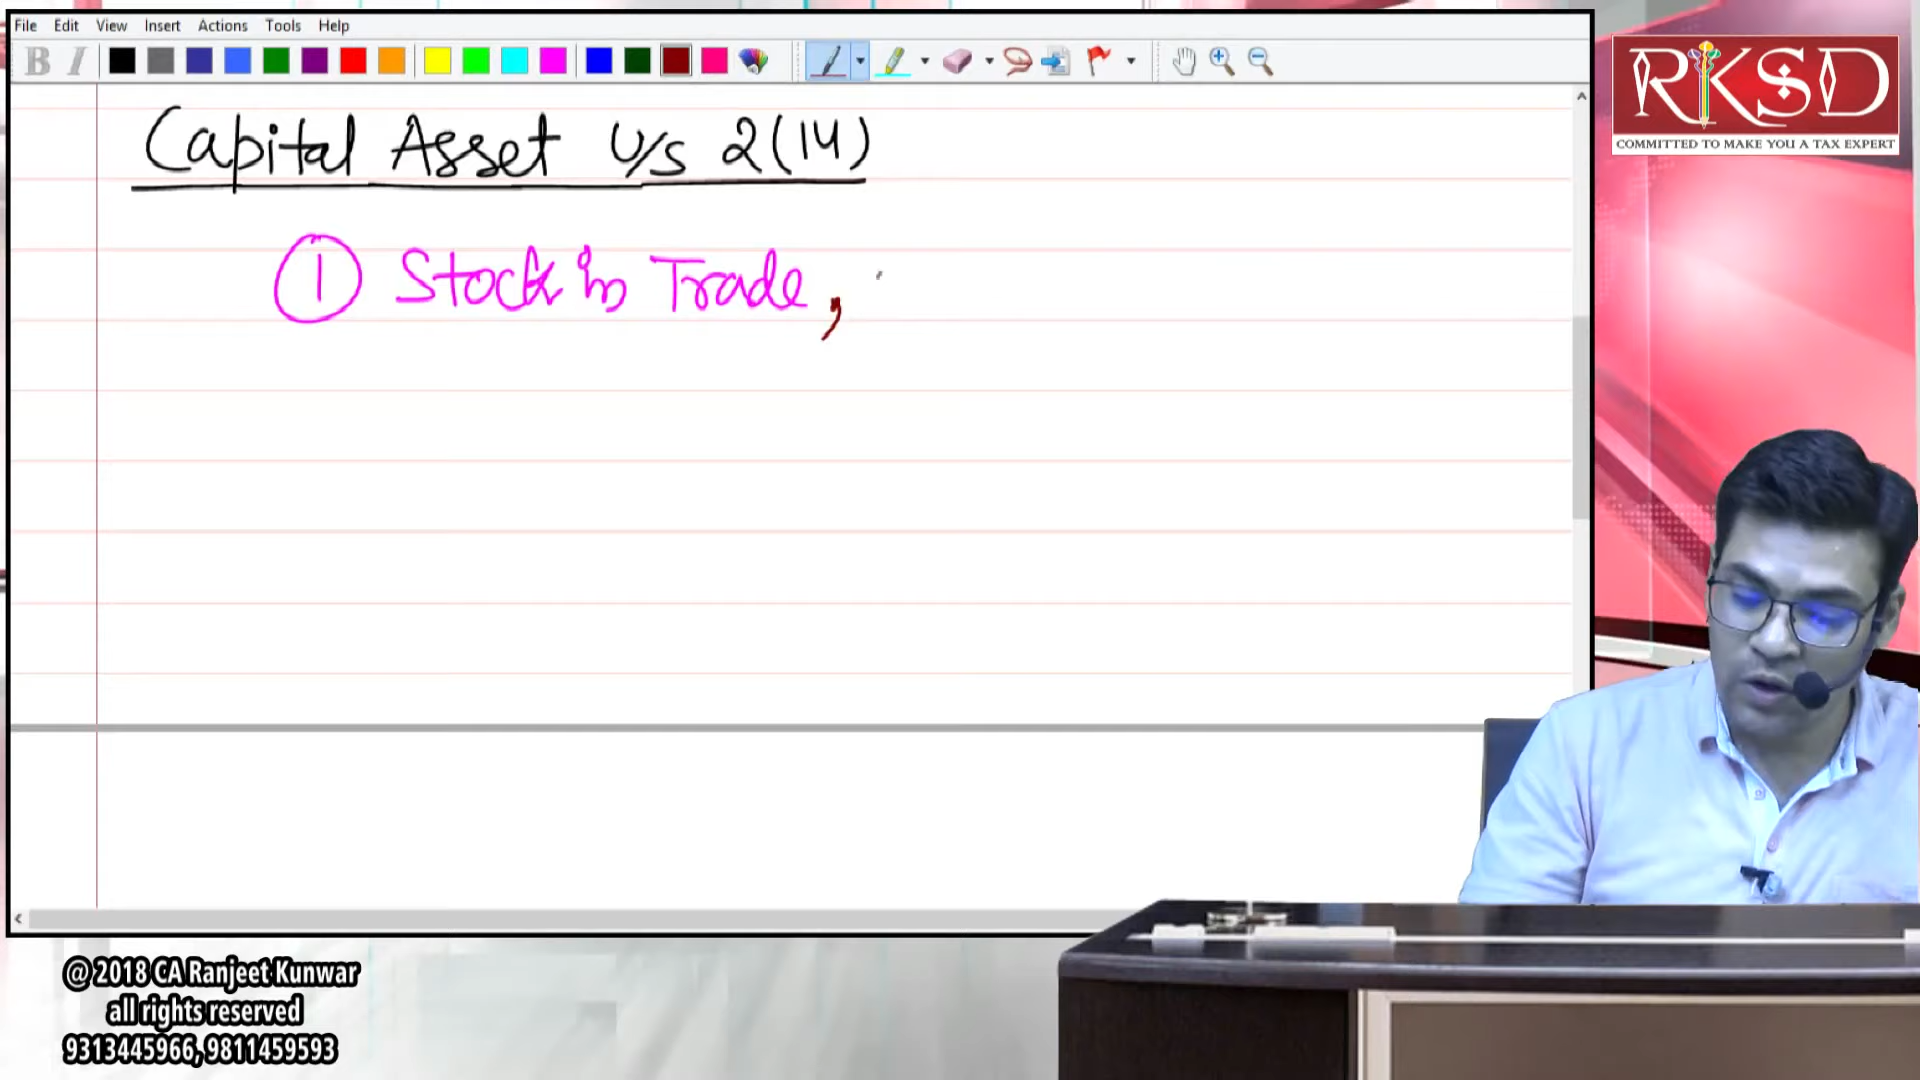 File Edit View Insert Actions Tools Help
B I
RKSD
COMMITTED TO MAKE YOU A TAX EXPERT
Capital Asset U/s 2(14)
① Stock in Trade,
@ 2018 CA Ranjeet Kunwar
all rights reserved
9313445966, 9811459593